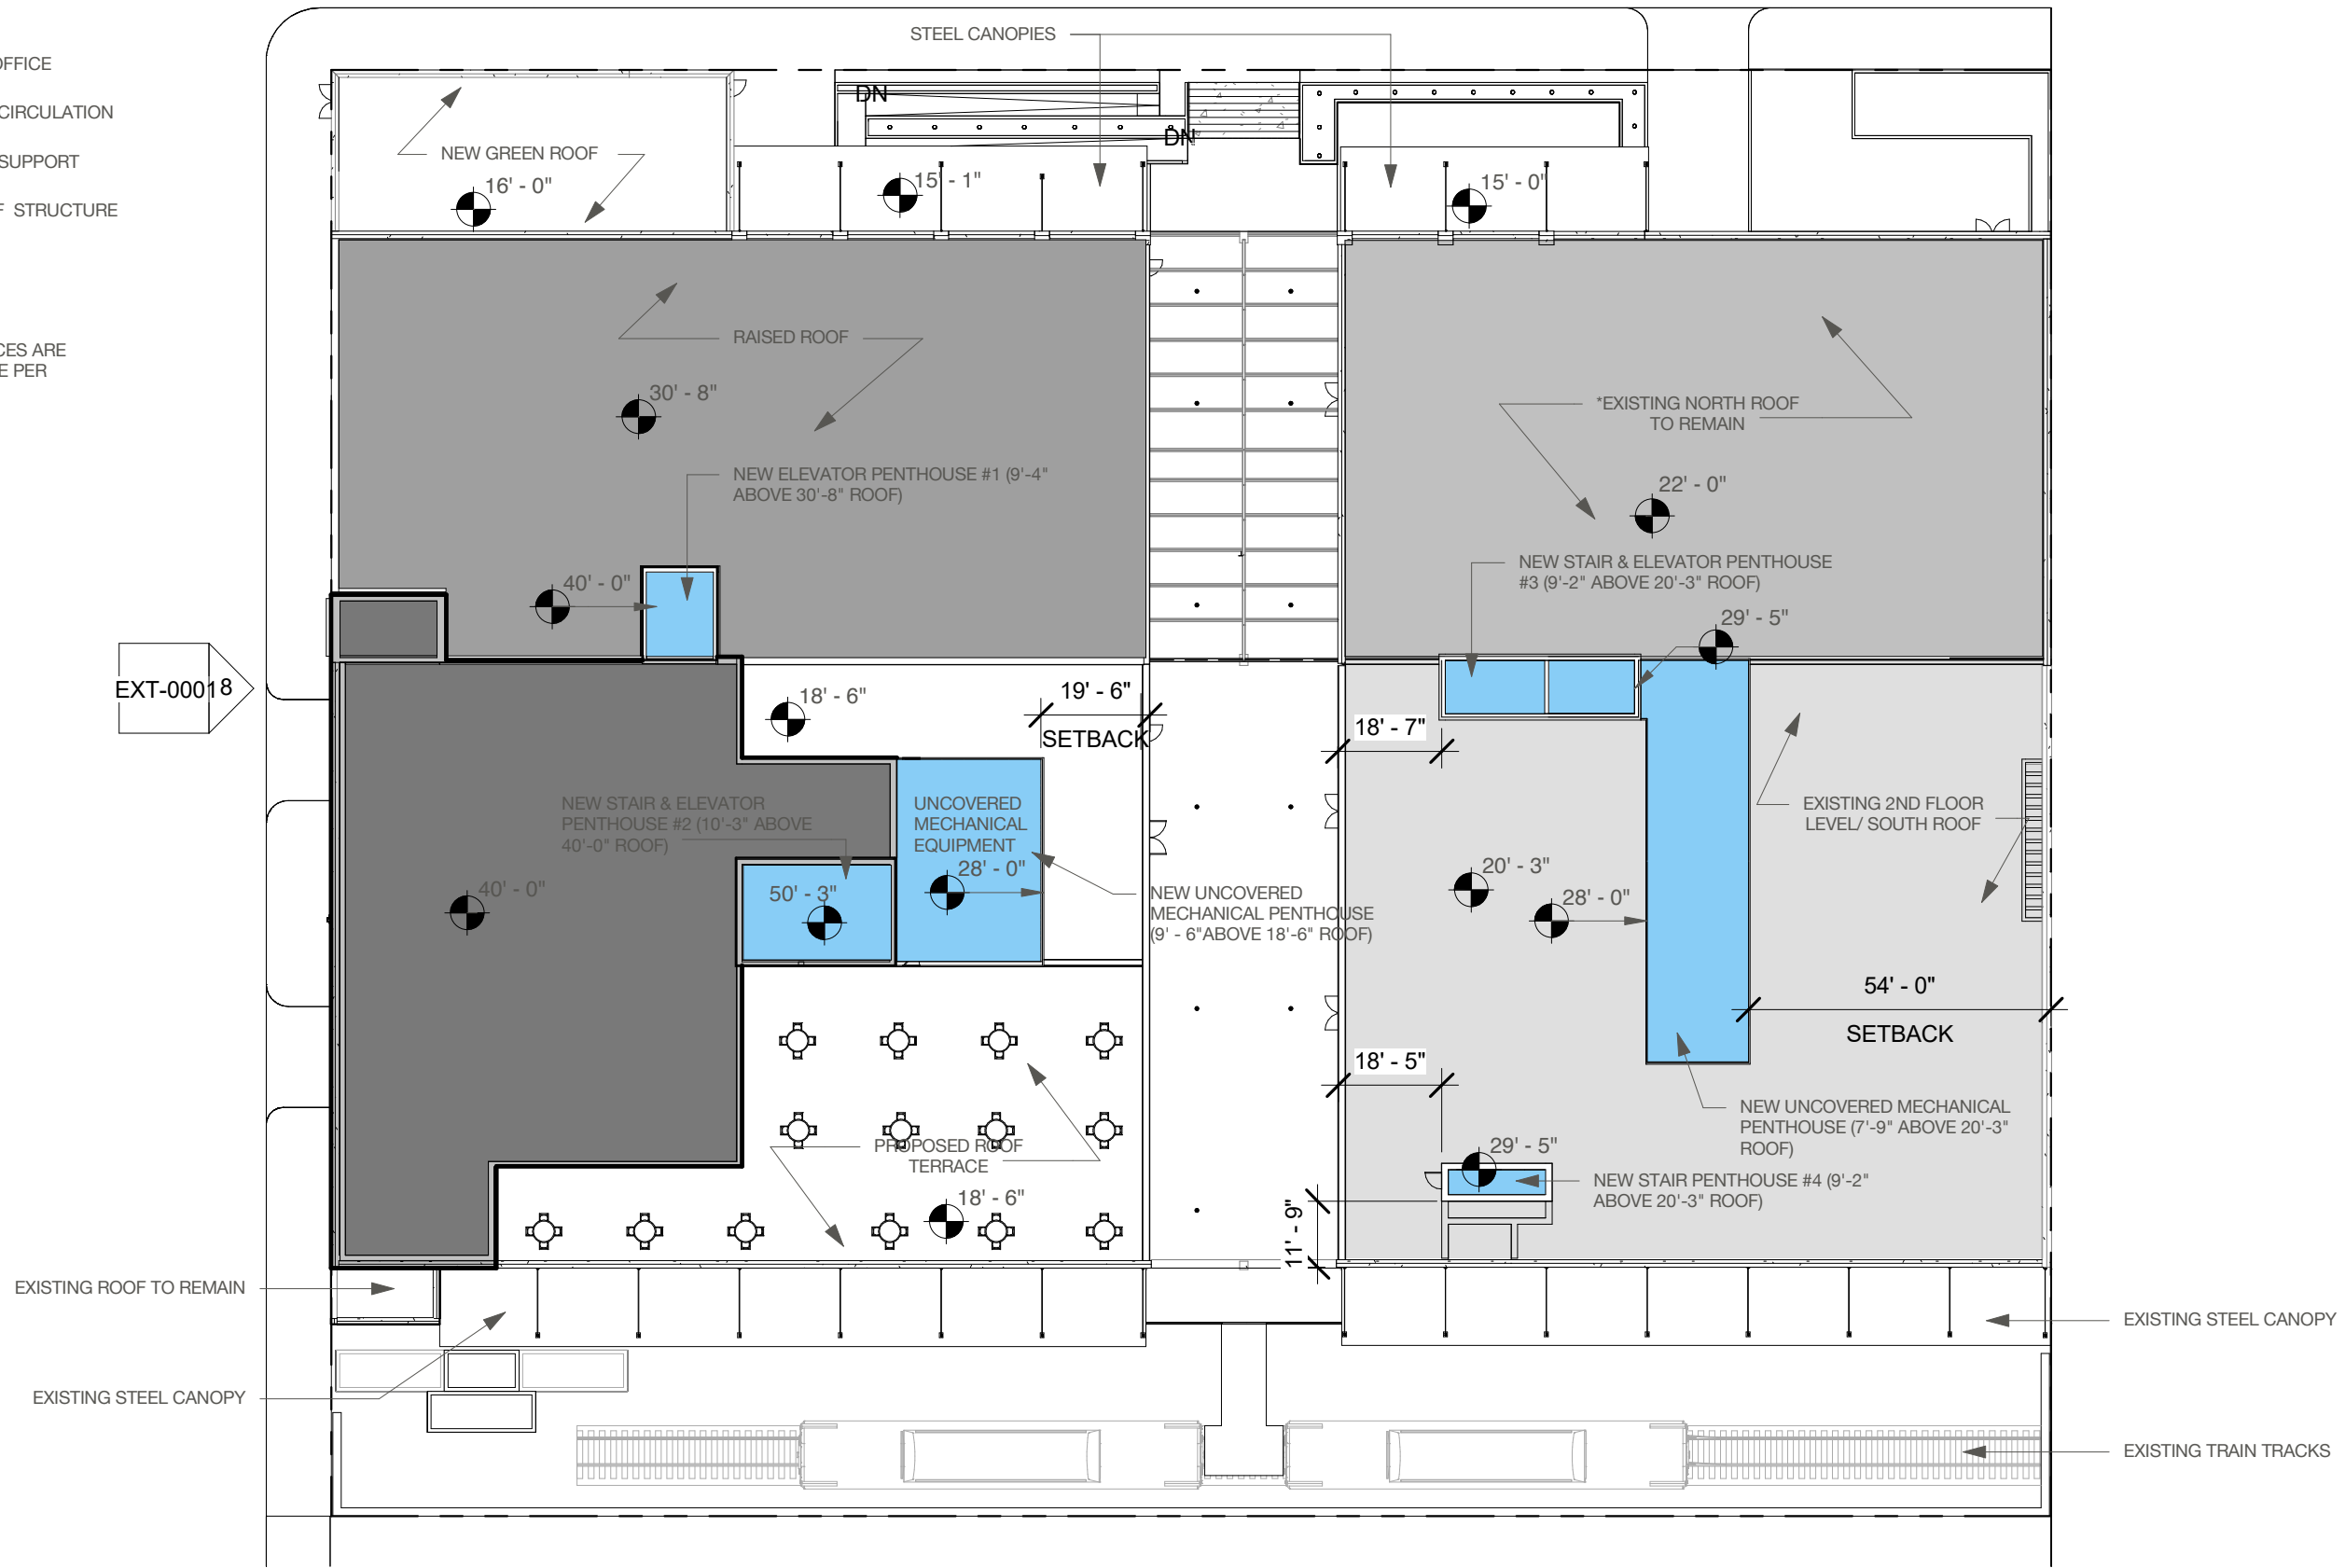 STEEL CANOPIES
OFFICE
CIRCULATION
SUPPORT
STRUCTURE
CES ARE
E PER
DN
DN
NEW GREEN ROOF
16' - 0"
15' - 1"
15' - 0"
RAISED ROOF
30' - 8"
*EXISTING NORTH ROOF
TO REMAIN
NEW ELEVATOR PENTHOUSE #1 (9'-4"
ABOVE 30'-8" ROOF)
22' - 0"
40' - 0"
NEW STAIR & ELEVATOR PENTHOUSE
#3 (9'-2" ABOVE 20'-3" ROOF)
29' - 5"
EXT-00018
18' - 6"
19' - 6"
SETBACK
18' - 7"
NEW STAIR & ELEVATOR
PENTHOUSE #2 (10'-3" ABOVE
40'-0" ROOF)
UNCOVERED
MECHANICAL
EQUIPMENT
28' - 0"
EXISTING 2ND FLOOR
LEVEL/ SOUTH ROOF
40' - 0"
50' - 3"
NEW UNCOVERED
MECHANICAL PENTHOUSE
(9' - 6"ABOVE 18'-6" ROOF)
20' - 3"
28' - 0"
54' - 0"
SETBACK
18' - 5"
NEW UNCOVERED MECHANICAL
PENTHOUSE (7'-9" ABOVE 20'-3"
ROOF)
PROPOSED ROOF
TERRACE
18' - 6"
29' - 5"
NEW STAIR PENTHOUSE #4 (9'-2"
ABOVE 20'-3" ROOF)
11' - 9"
EXISTING ROOF TO REMAIN
EXISTING STEEL CANOPY
EXISTING STEEL CANOPY
EXISTING TRAIN TRACKS